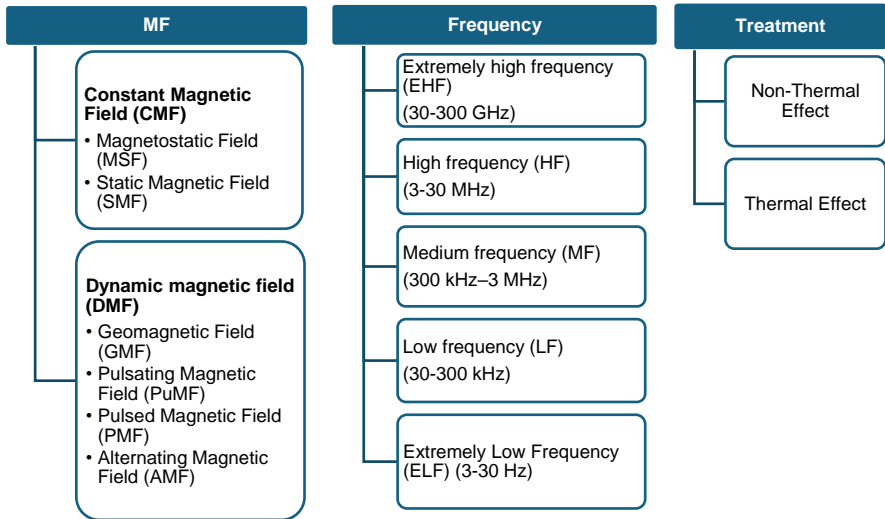 MF
Constant Magnetic
Field (CMF)
• Magnetostatic Field
(MSF)
• Static Magnetic Field
(SMF)
Dynamic magnetic field
(DMF)
• Geomagnetic Field
(GMF)
• Pulsating Magnetic
Field (PuMF)
• Pulsed Magnetic Field
(PMF)
• Alternating Magnetic
Field (AMF)
Frequency
Extremely high frequency
(EHF)
(30-300 GHz)
High frequency (HF)
(3-30 MHz)
Medium frequency (MF)
(300 kHz–3 MHz)
Low frequency (LF)
(30-300 kHz)
Extremely Low Frequency
(ELF) (3-30 Hz)
Treatment
Non-Thermal
Effect
Thermal Effect